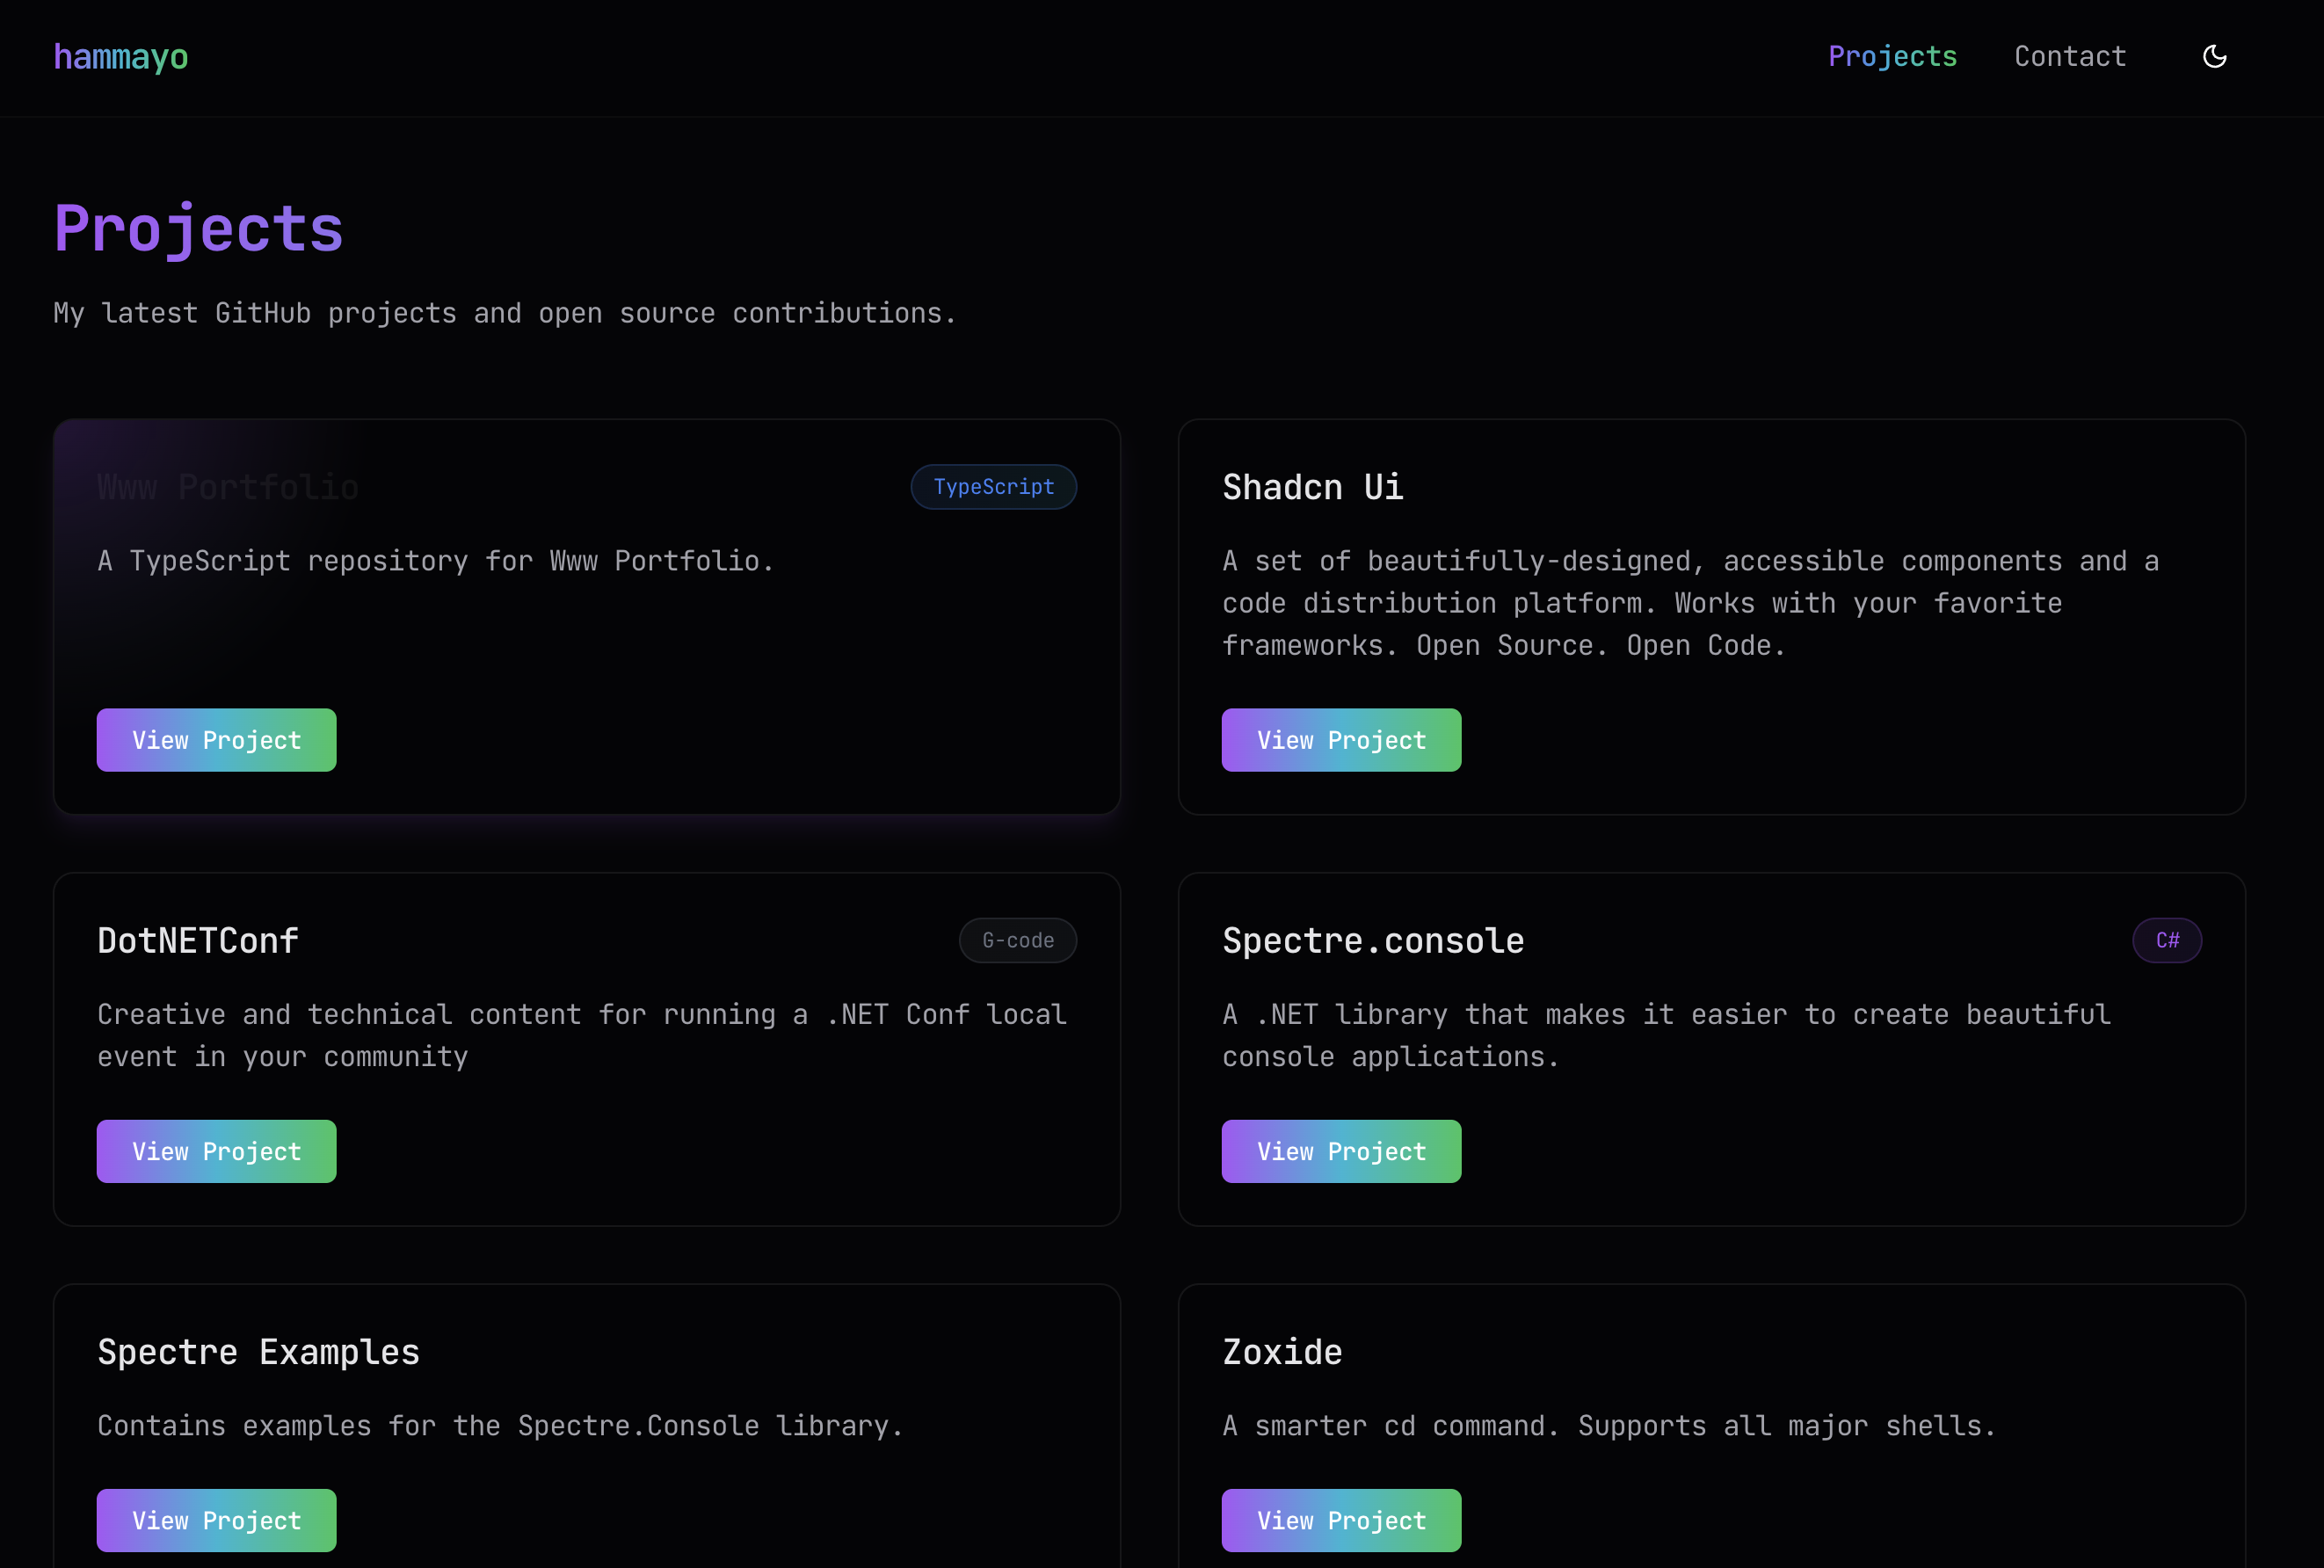 hammayo
Projects
Contact
Projects
My latest GitHub projects and open source contributions.
Www Portfolio
TypeScript
A TypeScript repository for Www Portfolio.
View Project
Shadcn Ui
A set of beautifully-designed, accessible components and a
code distribution platform. Works with your favorite
frameworks. Open Source. Open Code.
View Project
DotNETConf
G-code
Creative and technical content for running a .NET Conf local
event in your community
View Project
Spectre.console
C#
A .NET library that makes it easier to create beautiful
console applications.
View Project
Spectre Examples
Contains examples for the Spectre.Console library.
View Project
Zoxide
A smarter cd command. Supports all major shells.
View Project